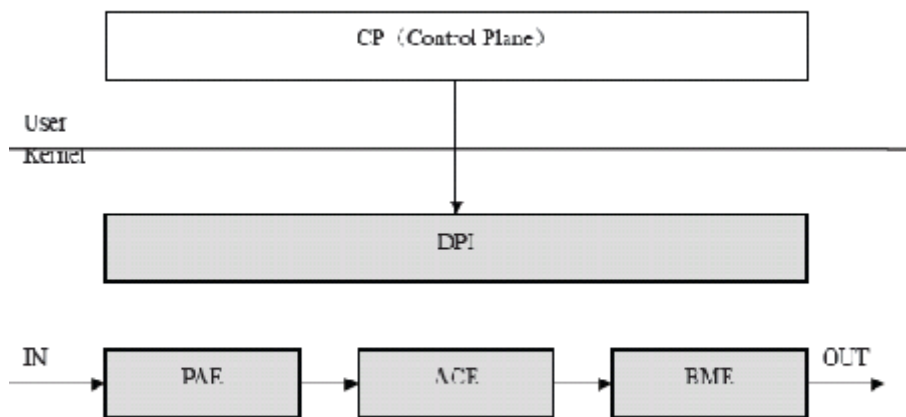 CP（Control Plane）
User
Kernel
DPI
IN
PAE
ACE
BME
OUT